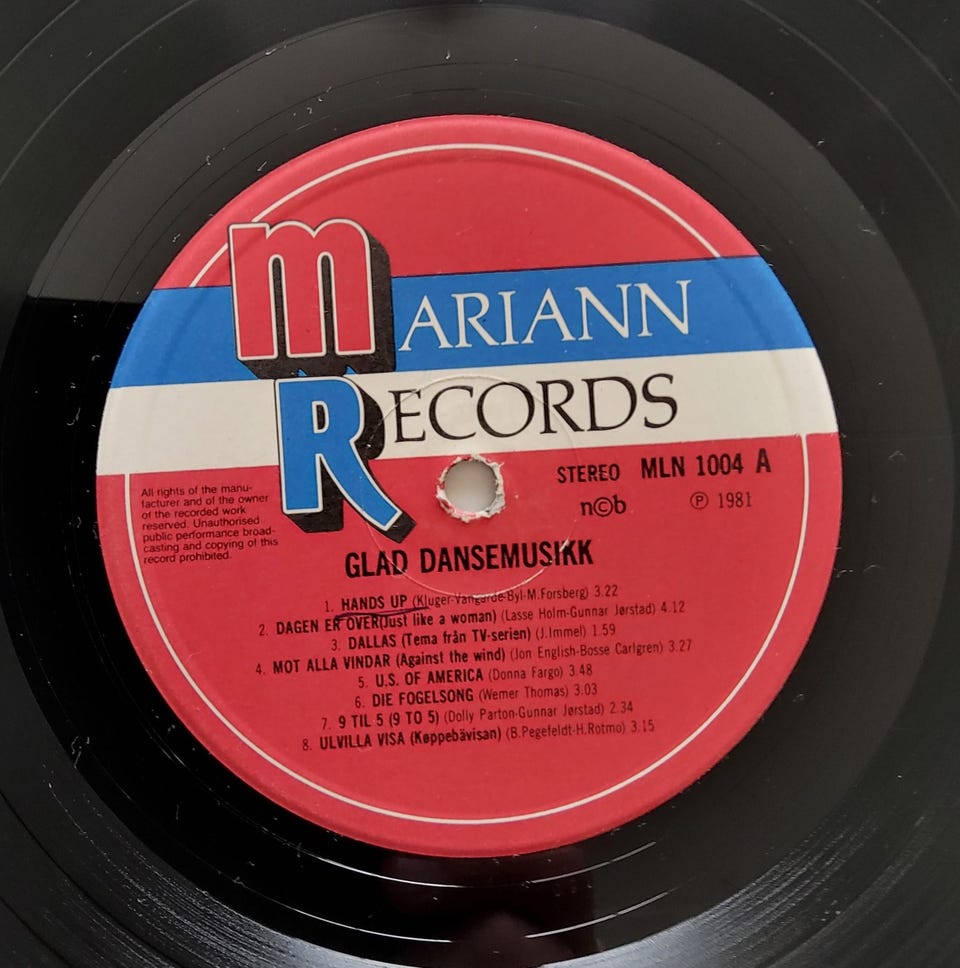 MARIANN
RECORDS
STEREO MLN 1004 A
n©b ℗ 1981
All rights of the manu-
facturer and of the owner
of the recorded work
reserved. Unauthorised
public performance broad-
casting and copying of this
record prohibited.
GLAD DANSEMUSIKK
1. HANDS UP (Kluger-Vangarde-Byl-M.Forsberg) 3.22
2. DAGEN ER OVER(Just like a woman) (Lasse Holm-Gunnar Jørstad) 4.12
3. DALLAS (Tema från TV-serien) (J.Immel) 1.59
4. MOT ALLA VINDAR (Against the wind) (Jon English-Bosse Carlgren) 3.27
5. U.S. OF AMERICA (Donna Fargo) 3.48
6. DIE FOGELSONG (Werner Thomas) 3.03
7. 9 TIL 5 (9 TO 5) (Dolly Parton-Gunnar Jørstad) 2.34
8. ULVILLA VISA (Køppebävisan) (B.Pegefeldt-H.Rotmo) 3.15